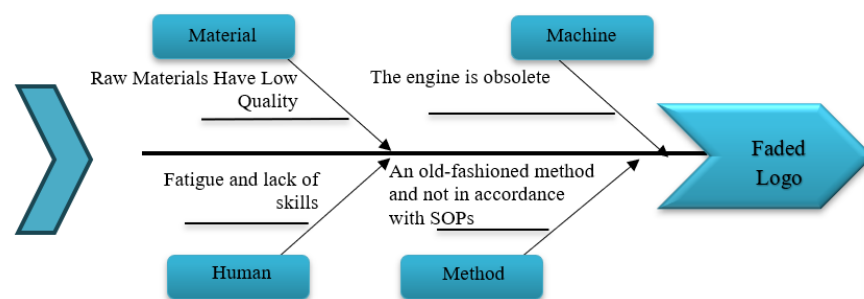 Material
Machine
Raw Materials Have Low
Quality
The engine is obsolete
Faded
Logo
Fatigue and lack of
skills
An old-fashioned method
and not in accordance
with SOPs
Human
Method